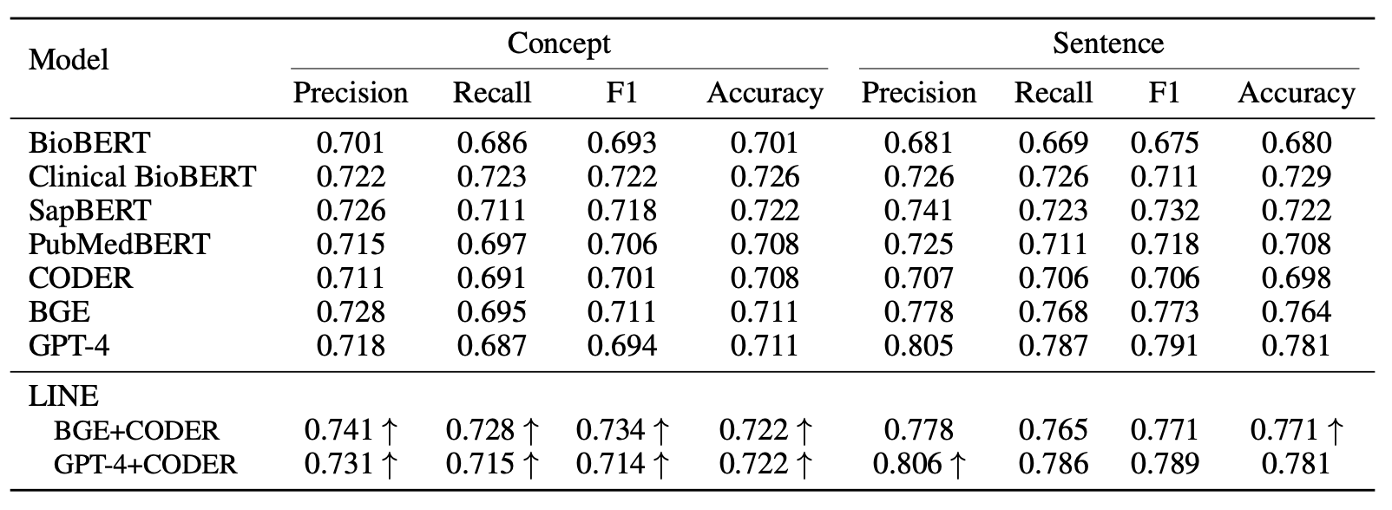 Model Concept Sentence
Precision Recall F1 Accuracy Precision Recall F1 Accuracy
BioBERT 0.701 0.686 0.693 0.701 0.681 0.669 0.675 0.680
Clinical BioBERT 0.722 0.723 0.722 0.726 0.726 0.726 0.711 0.729
SapBERT 0.726 0.711 0.718 0.722 0.741 0.723 0.732 0.722
PubMedBERT 0.715 0.697 0.706 0.708 0.725 0.711 0.718 0.708
CODER 0.711 0.691 0.701 0.708 0.707 0.706 0.706 0.698
BGE 0.728 0.695 0.711 0.711 0.778 0.768 0.773 0.764
GPT-4 0.718 0.687 0.694 0.711 0.805 0.787 0.791 0.781
LINE
BGE+CODER 0.741 ↑ 0.728 ↑ 0.734 ↑ 0.722 ↑ 0.778 0.765 0.771 0.771 ↑
GPT-4+CODER 0.731 ↑ 0.715 ↑ 0.714 ↑ 0.722 ↑ 0.806 ↑ 0.786 0.789 0.781